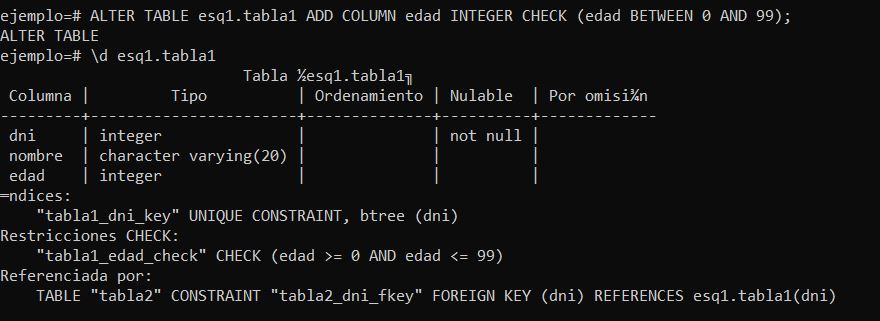 ejemplo=# ALTER TABLE esq1.tabla1 ADD COLUMN edad INTEGER CHECK (edad BETWEEN 0 AND 99);
ALTER TABLE
ejemplo=# \d esq1.tabla1
                         Tabla ½esq1.tabla1╗
 Columna |         Tipo          | Ordenamiento | Nulable  | Por omisi¾n
---------+-----------------------+--------------+----------+-------------
 dni     | integer               |              | not null |
 nombre  | character varying(20) |              |          |
 edad    | integer               |              |          |
═ndices:
    "tabla1_dni_key" UNIQUE CONSTRAINT, btree (dni)
Restricciones CHECK:
    "tabla1_edad_check" CHECK (edad >= 0 AND edad <= 99)
Referenciada por:
    TABLE "tabla2" CONSTRAINT "tabla2_dni_fkey" FOREIGN KEY (dni) REFERENCES esq1.tabla1(dni)